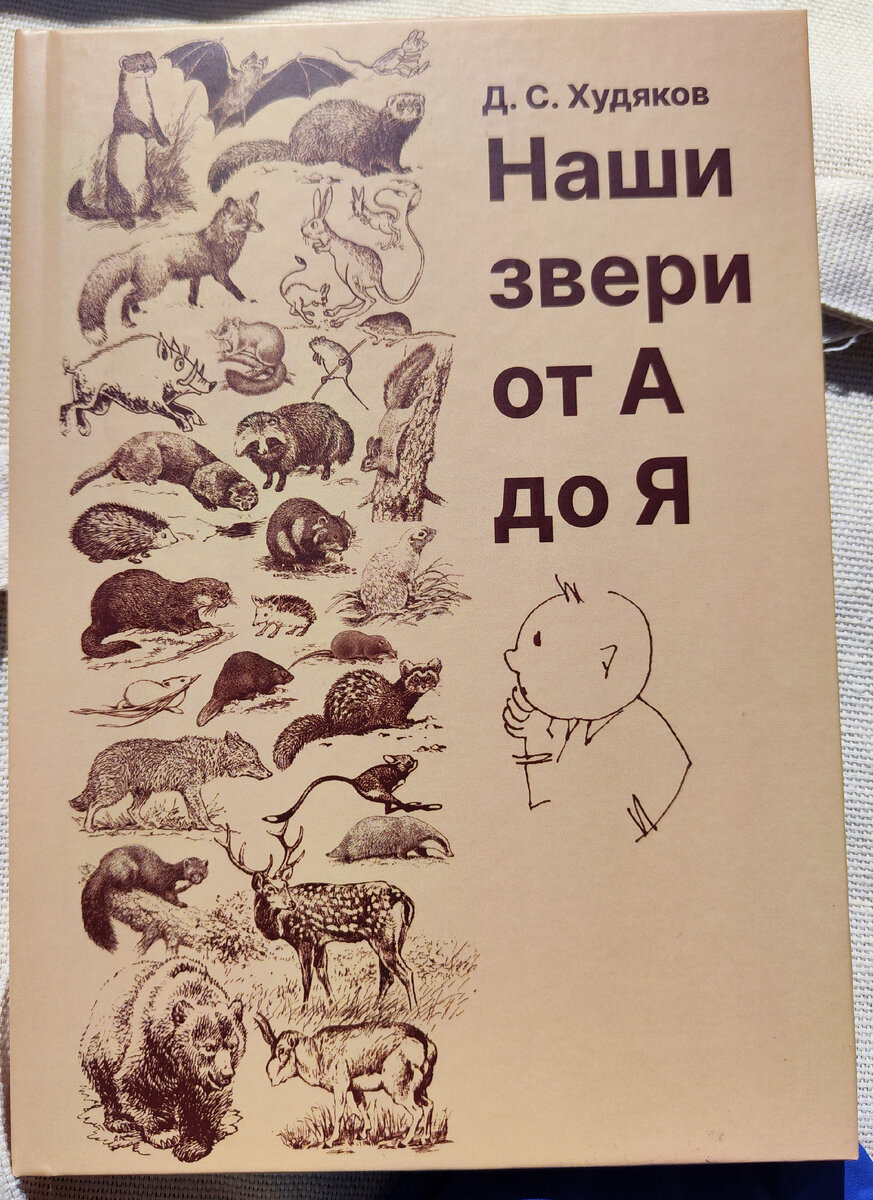 Д. С. Худяков
Наши
звери
от А
до Я